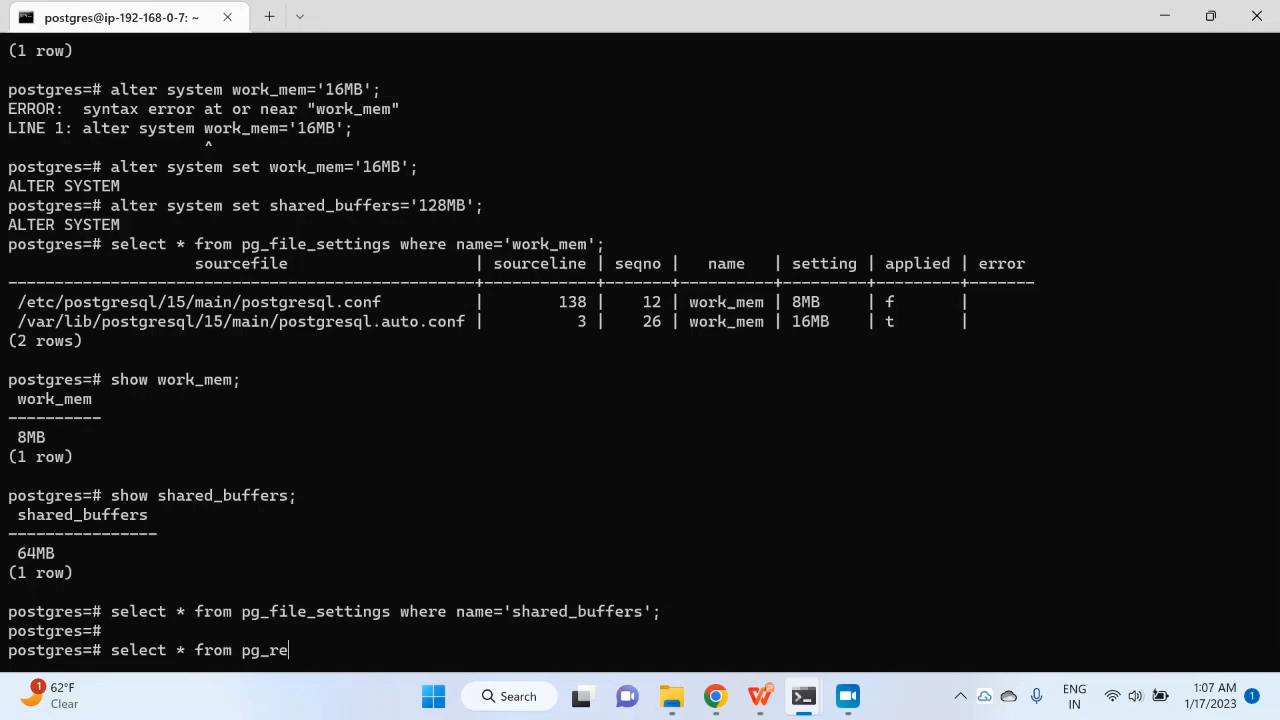 postgres@ip-192-168-0-7: ~
(1 row)
postgres=# alter system work_mem='16MB';
ERROR:  syntax error at or near "work_mem"
LINE 1: alter system work_mem='16MB';
                     ^
postgres=# alter system set work_mem='16MB';
ALTER SYSTEM
postgres=# alter system set shared_buffers='128MB';
ALTER SYSTEM
postgres=# select * from pg_file_settings where name='work_mem';
                    sourcefile                    | sourceline | seqno |   name   | setting | applied | error
--------------------------------------------------+------------+-------+----------+---------+---------+-------
 /etc/postgresql/15/main/postgresql.conf          |        138 |    12 | work_mem | 8MB     | f       |
 /var/lib/postgresql/15/main/postgresql.auto.conf |          3 |    26 | work_mem | 16MB    | t       |
(2 rows)
postgres=# show work_mem;
 work_mem
----------
 8MB
(1 row)
postgres=# show shared_buffers;
 shared_buffers
----------------
 64MB
(1 row)
postgres=# select * from pg_file_settings where name='shared_buffers';
postgres=#
postgres=# select * from pg_re
1
62°F
Clear
Search
ENG
IN
1:07 AM
1/17/2023
1